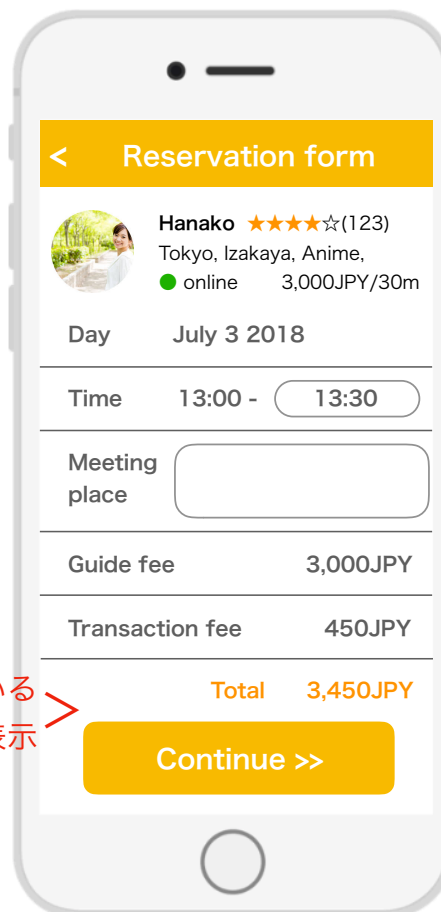 < Reservation form
Hanako ★★★★☆(123)
Tokyo, Izakaya, Anime,
● online 3,000JPY/30m
Day July 3 2018
Time 13:00 - 13:30
Meeting
place
Guide fee 3,000JPY
Transaction fee 450JPY
いる
Total 3,450JPY
表示
Continue >>